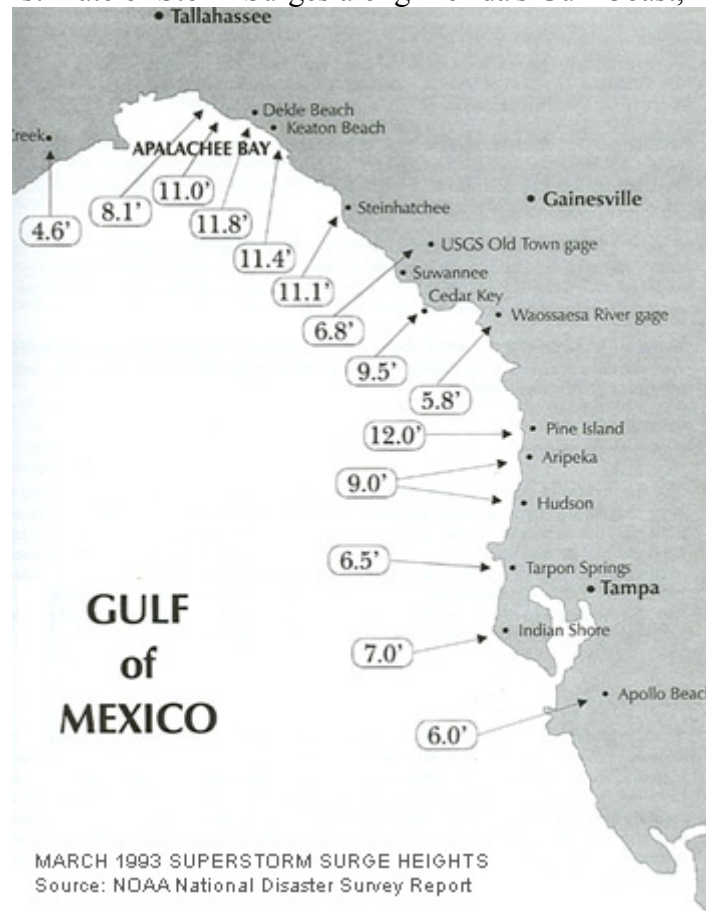 Tallahassee
Dekle Beach
Keaton Beach
Creek
APALACHEE BAY
11.0'
8.1'
4.6'
11.8'
Steinhatchee
Gainesville
11.4'
USGS Old Town gage
Suwannee
11.1'
Cedar Key
Waossaesa River gage
6.8'
9.5'
5.8'
12.0'
Pine Island
Aripeka
9.0'
Hudson
6.5'
Tarpon Springs
Tampa
GULF
of
MEXICO
Indian Shore
7.0'
Apollo Beac
6.0'
MARCH 1993 SUPERSTORM SURGE HEIGHTS
Source: NOAA National Disaster Survey Report